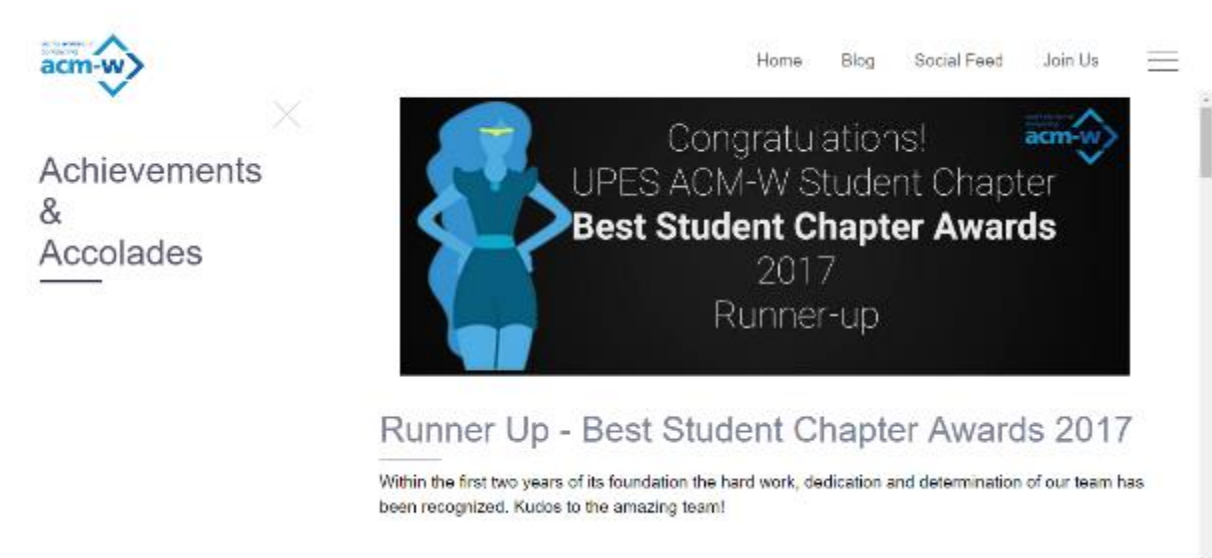 acm-w
Home Blog Social Feed Join Us
Achievements
&
Accolades
Congratulations!
acm-w
UPES ACM-W Student Chapter
Best Student Chapter Awards
2017
Runner-up
Runner Up - Best Student Chapter Awards 2017
Within the first two years of its foundation the hard work, dedication and determination of our team has
been recognized. Kudos to the amazing team!